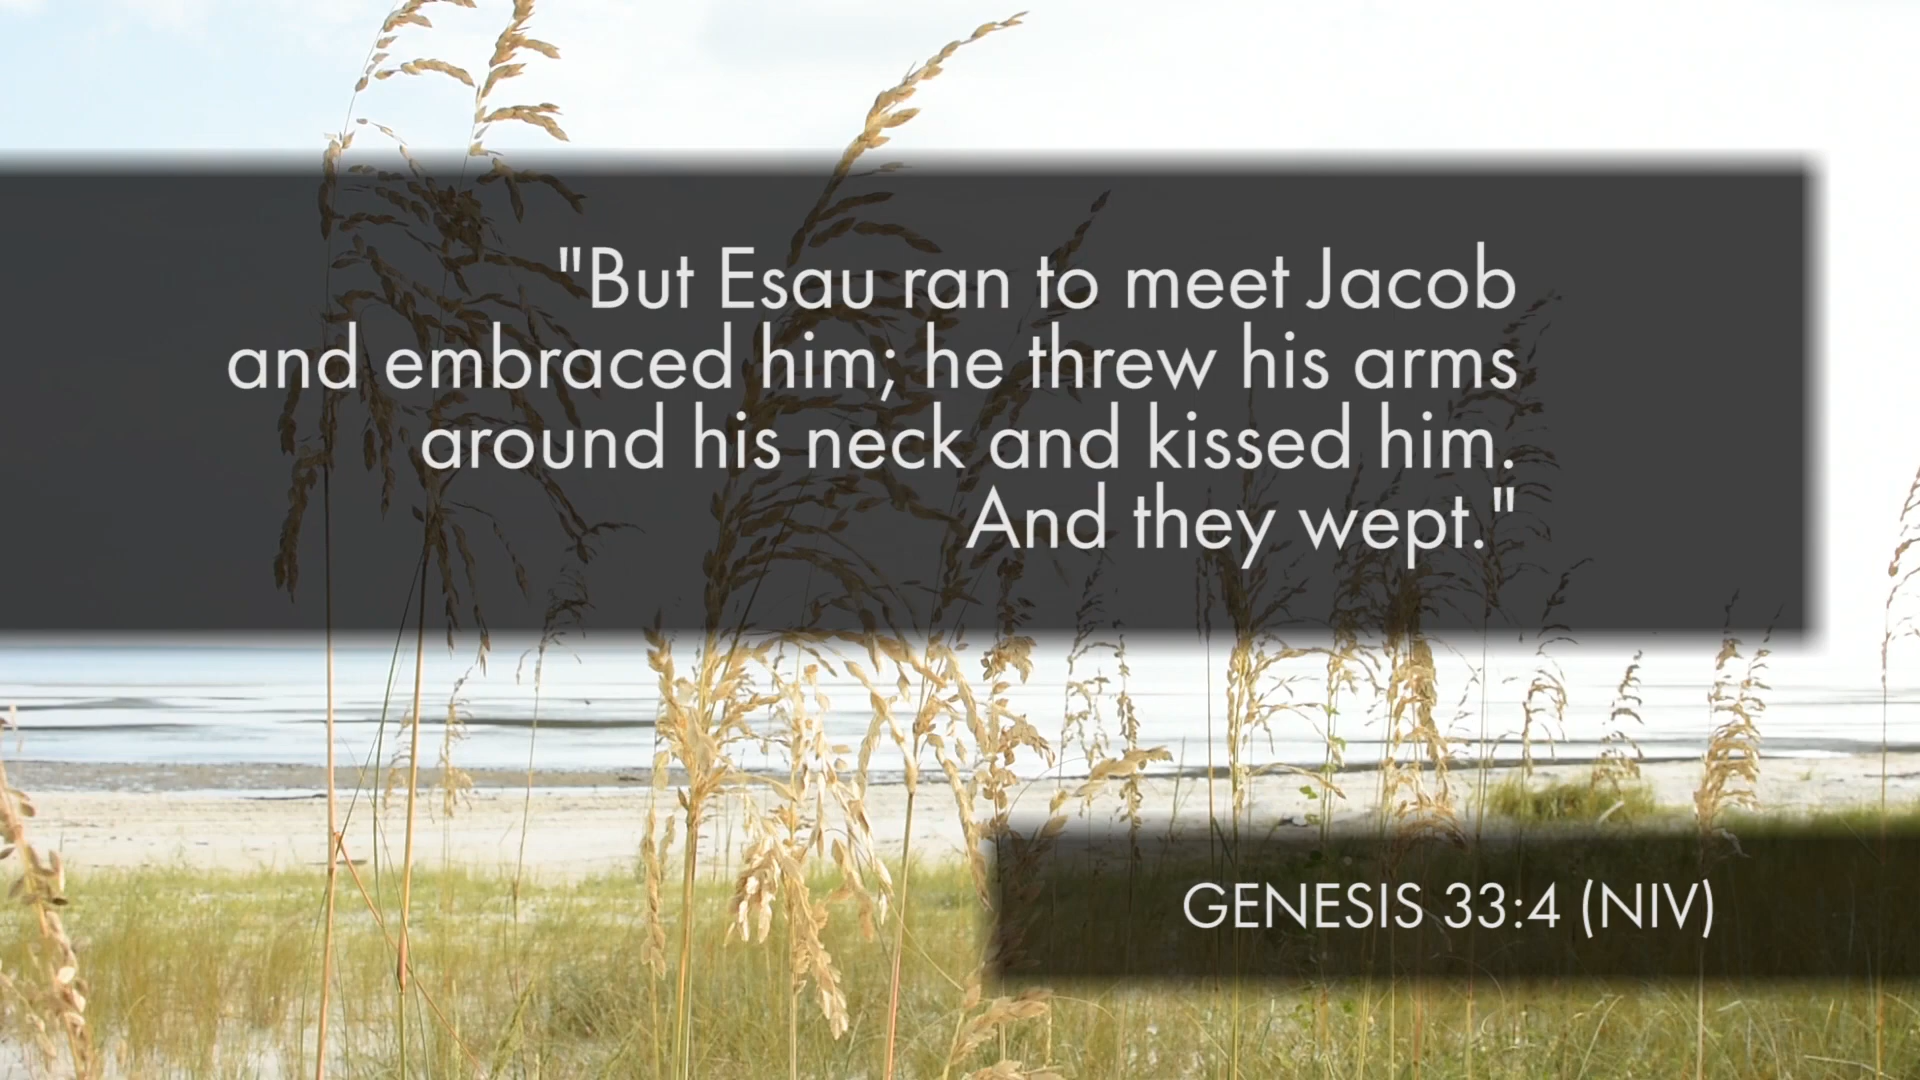 "But Esau ran to meet Jacob
and embraced him; he threw his arms
around his neck and kissed him.
And they wept."
GENESIS 33:4 (NIV)